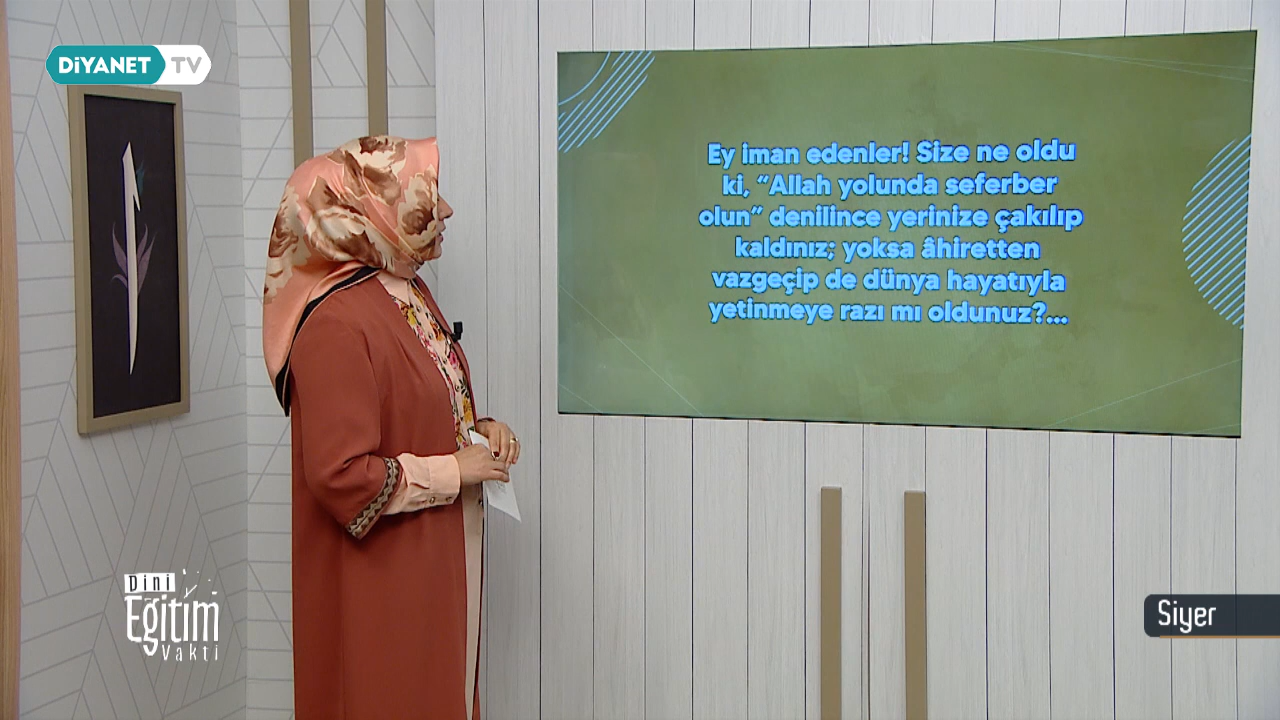 DİYANET TV
Ey iman edenler! Size ne oldu
ki, “Allah yolunda seferber
olun” denilince yerinize çakılıp
kaldınız; yoksa âhiretten
vazgeçip de dünya hayatıyla
yetinmeye razı mı oldunuz?...
Dini
Eğitim
Vakti
Siyer